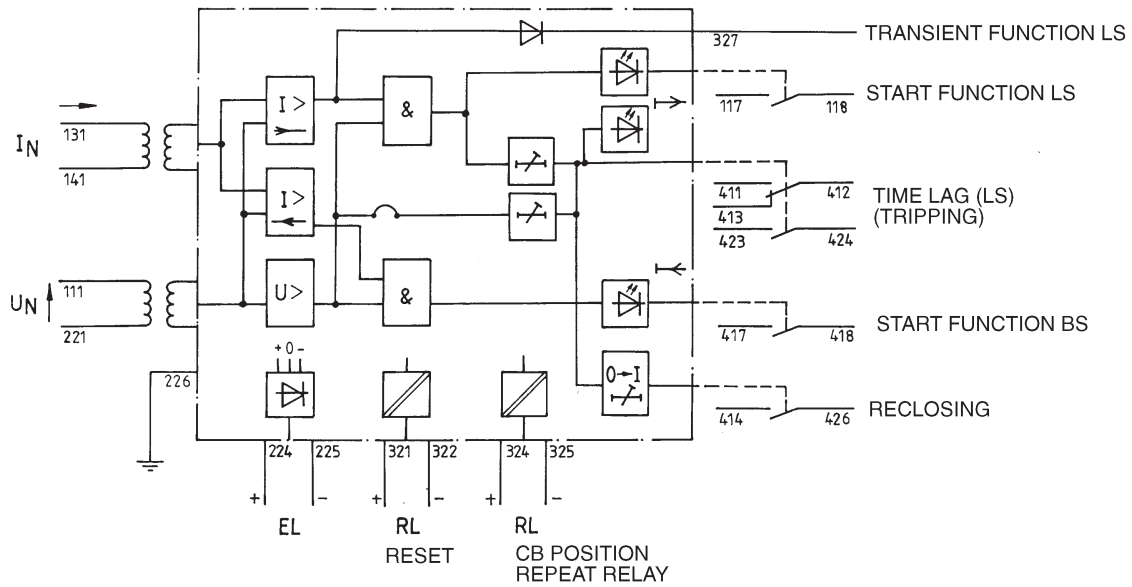 327
TRANSIENT FUNCTION LS
I>
&
117
118
START FUNCTION LS
IN
131
141
I>
411
412
413
TIME LAG (LS)
(TRIPPING)
423
424
UN
111
221
U>
&
417
418
START FUNCTION BS
226
+ 0 -
0→I
414
426
RECLOSING
224
225
321
322
324
325
+ - + - + -
EL
RL
RL
RESET
CB POSITION
REPEAT RELAY